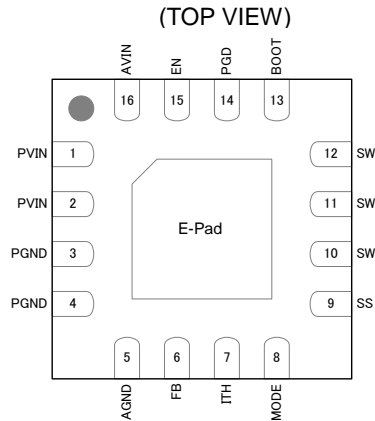 (TOP VIEW)
AVIN EN PGD BOOT
16 15 14 13
PVIN 1 12 SW
PVIN 2 11 SW
E-Pad
PGND 3 10 SW
PGND 4 9 SS
5 6 7 8
AGND FB ITH MODE